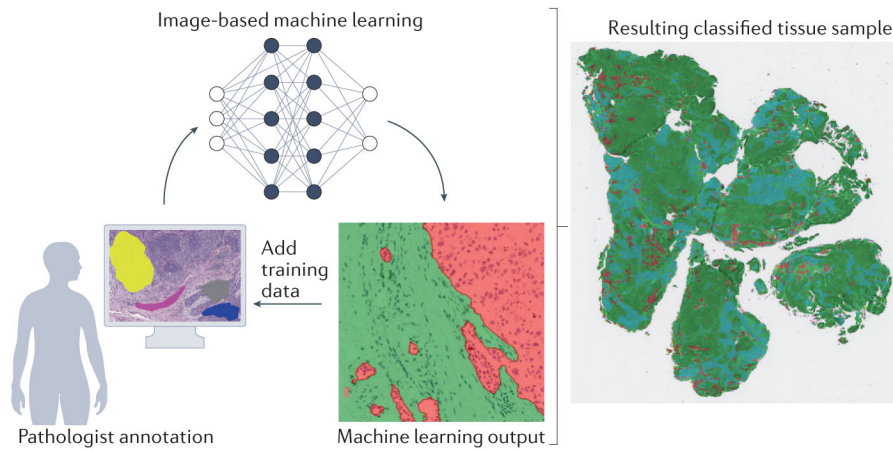 Image-based machine learning
Resulting classified tissue sample
Add
training
data
Pathologist annotation
Machine learning output